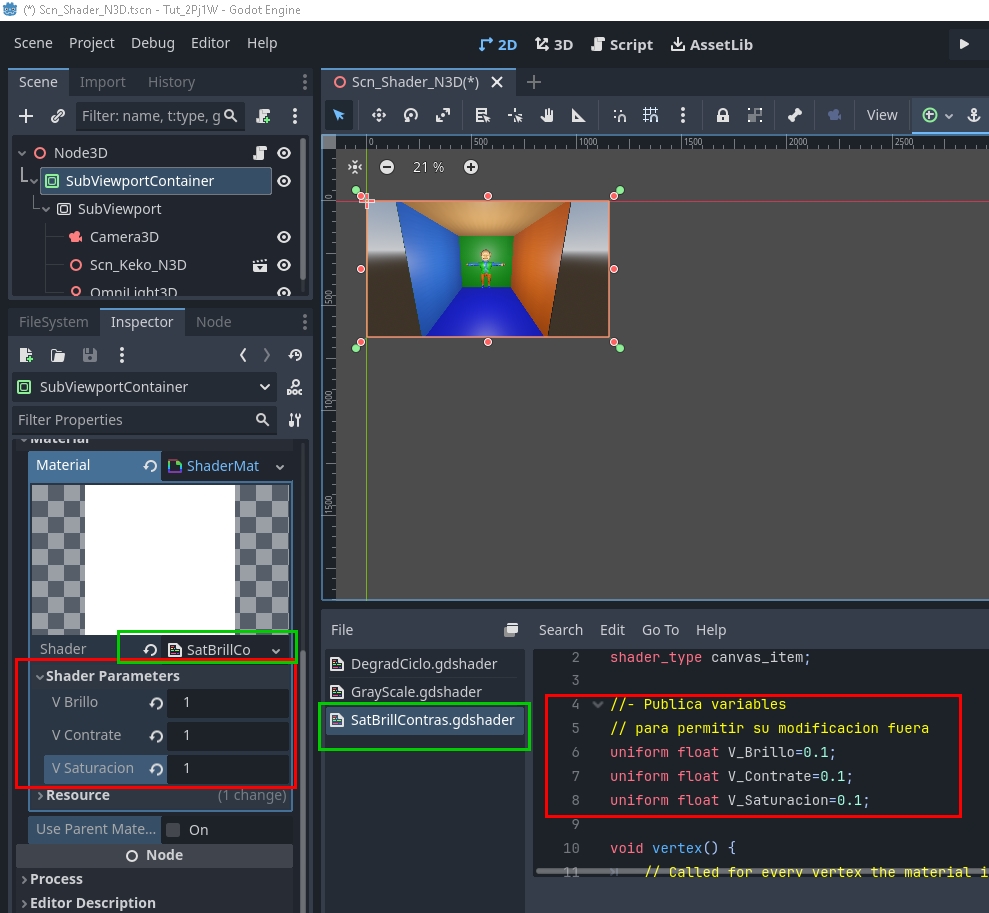 (*) Scn_Shader_N3D.tscn - Tut_2Pj1W - Godot Engine
Scene Project Debug Editor Help
2D 3D Script AssetLib
Scene Import History
Filter: name, t:type, g
Node3D
SubViewportContainer
SubViewport
Camera3D
Scn_Keko_N3D
OmniLight3D
Scn_Shader_N3D(*)
View
0 500 1000 1500 2000 2500
21 %
0
500
1000
1500
FileSystem Inspector Node
SubViewportContainer
DOC
Filter Properties
Material
Material ShaderMat
Shader SatBrillCo
Shader Parameters
V Brillo 1
V Contrate 1
V Saturacion 1
Resource (1 change)
Use Parent Mate... On
Node
Process
Editor Description
File Search Edit Go To Help
DegradCiclo.gdshader
GrayScale.gdshader
SatBrillContras.gdshader
2 shader_type canvas_item;
3
4 //- Publica variables
5 // para permitir su modificacion fuera
6 uniform float V_Brillo=0.1;
7 uniform float V_Contrate=0.1;
8 uniform float V_Saturacion=0.1;
9
10 void vertex() {
11 // Called for every vertex the material i